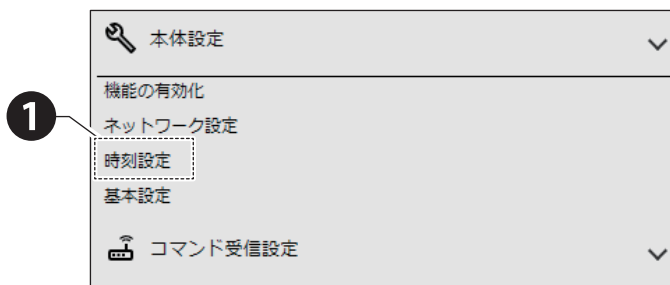 本体設定
機能の有効化
ネットワーク設定
1
時刻設定
基本設定
コマンド受信設定